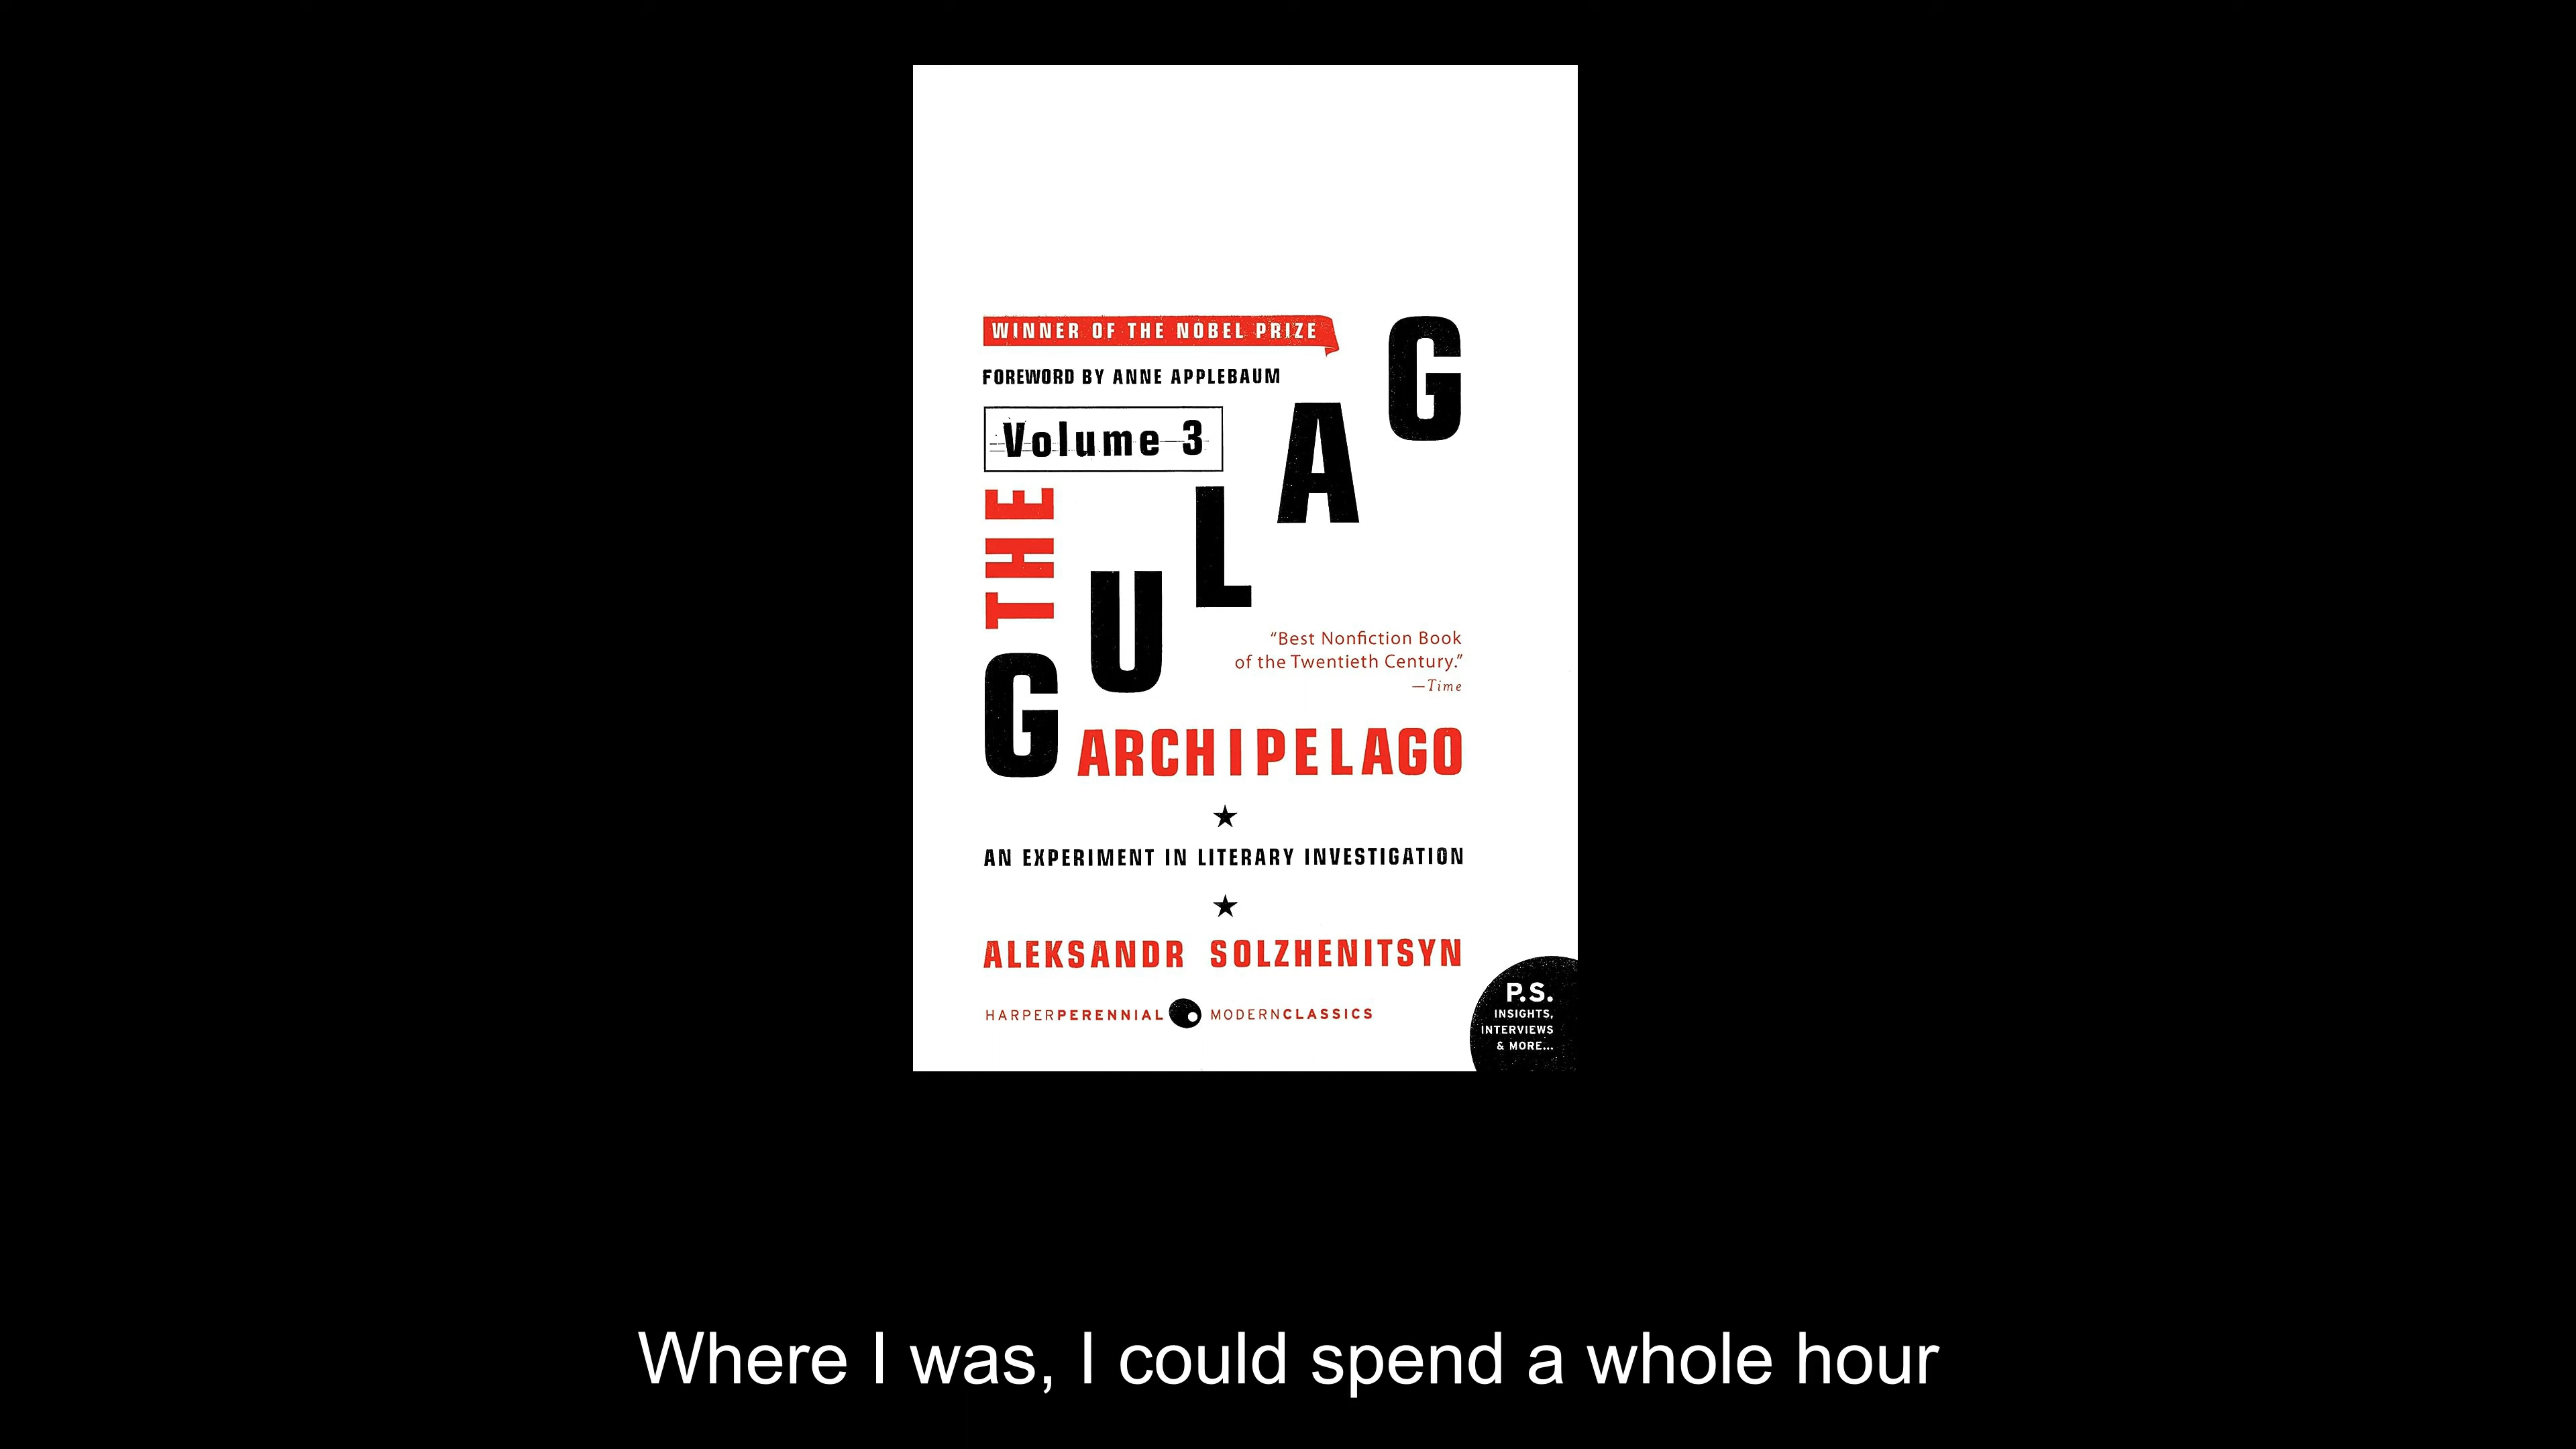 WINNER OF THE NOBEL PRIZE
FOREWORD BY ANNE APPLEBAUM
Volume 3
THE
GULAG
“Best Nonfiction Book
of the Twentieth Century.”
—Time
ARCHIPELAGO
AN EXPERIMENT IN LITERARY INVESTIGATION
ALEKSANDR SOLZHENITSYN
HARPERPERENNIAL MODERNCLASSICS
P.S.
INSIGHTS,
INTERVIEWS
& MORE...
Where I was, I could spend a whole hour